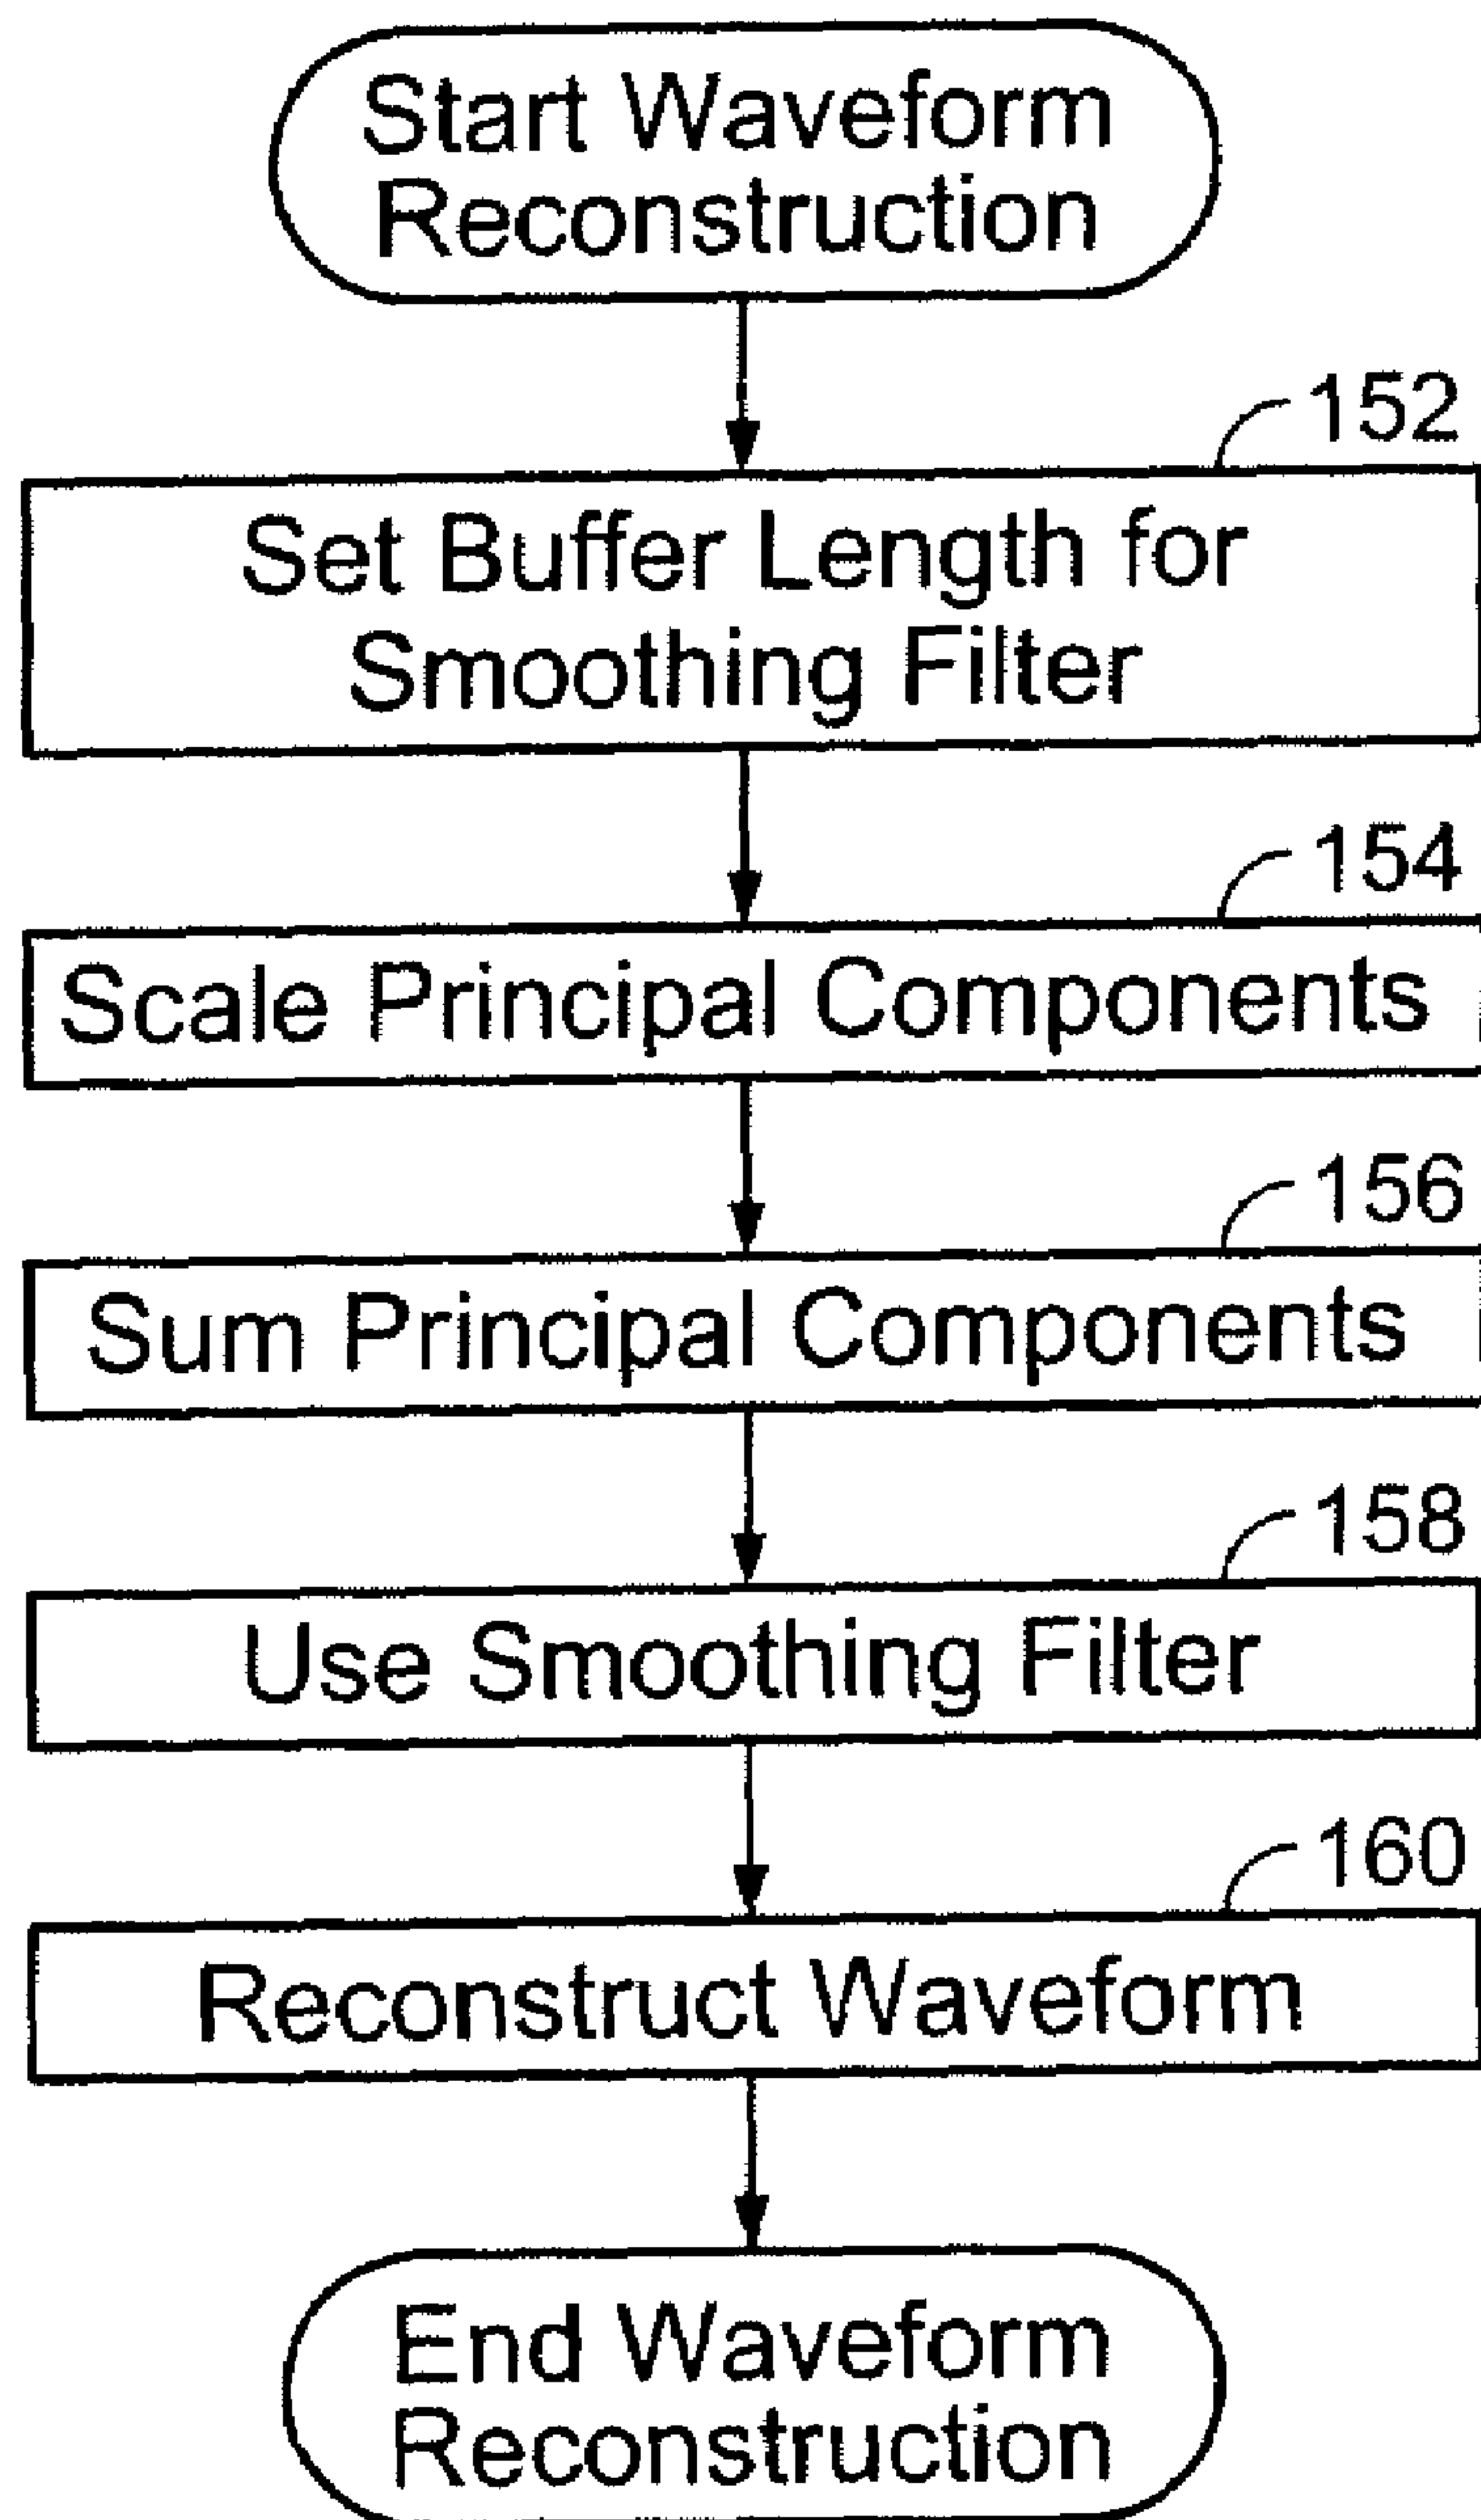 Start Waveform
Reconstruction
152
Set Buffer Length for
Smoothing Filter
154
Scale Principal Components
156
Sum Principal Components
158
Use Smoothing Filter
160
Reconstruct Waveform
End Waveform
Reconstruction